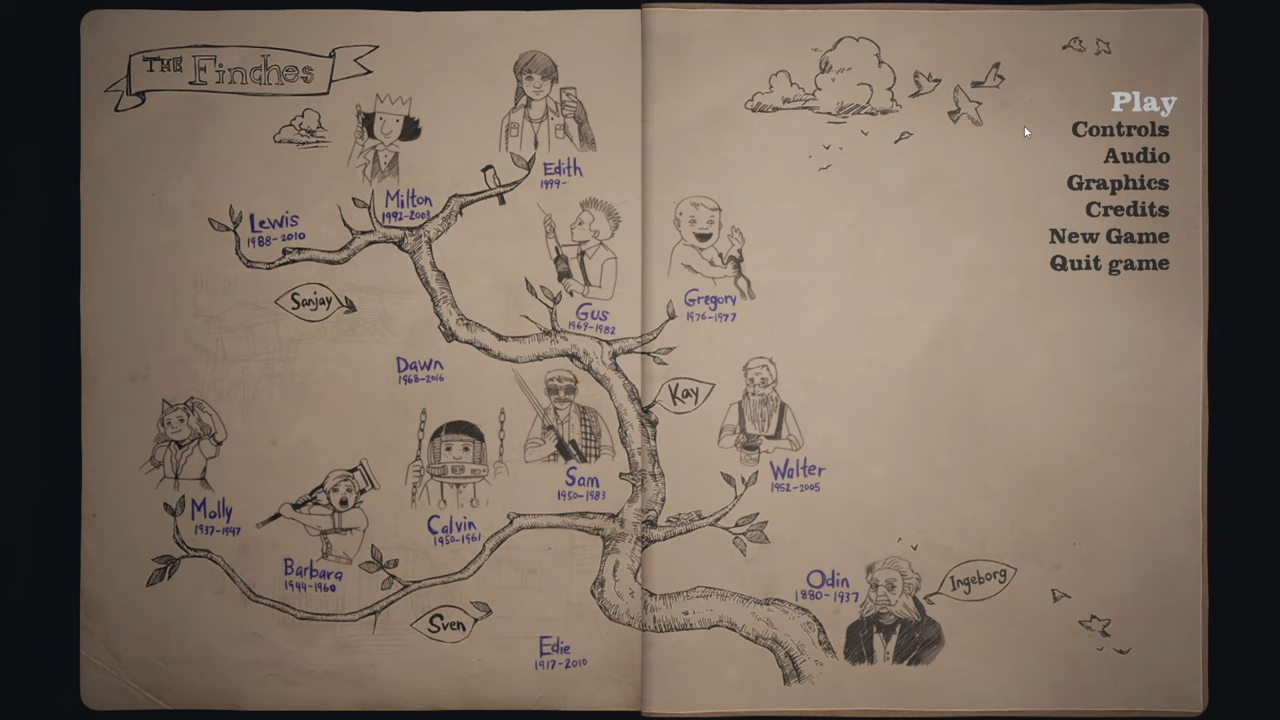 THE Finches
Edith
1999-
Milton
1992-2003
Lewis
1988-2010
Sanjay
Gus
1969-1982
Gregory
1976-1977
Dawn
1968-2016
Kay
Sam
1950-1983
Walter
1952-2005
Molly
1937-1947
Calvin
1950-1961
Barbara
1944-1960
Sven
Edie
1917-2010
Odin
1880-1937
Ingeborg
Play
Controls
Audio
Graphics
Credits
New Game
Quit game